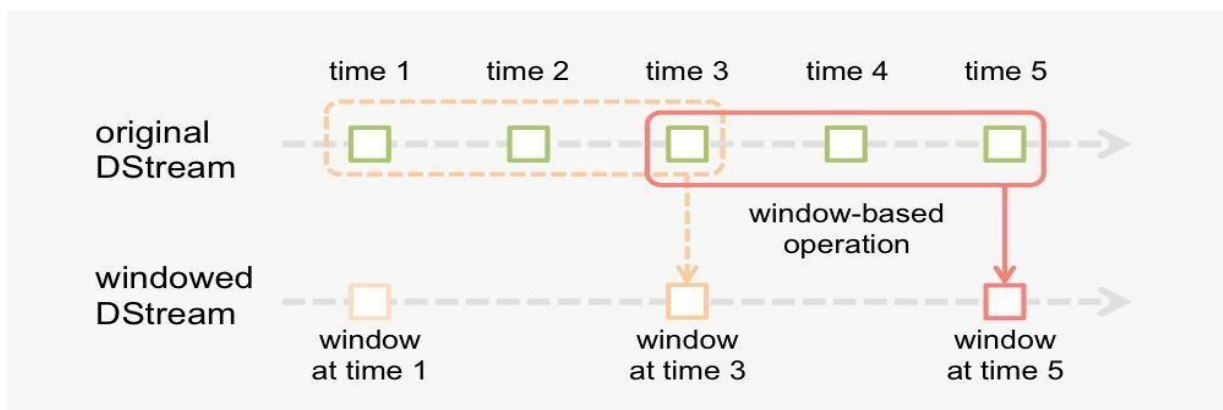 time 1 time 2 time 3 time 4 time 5
original
DStream
window-based
operation
windowed
DStream
window
at time 1
window
at time 3
window
at time 5